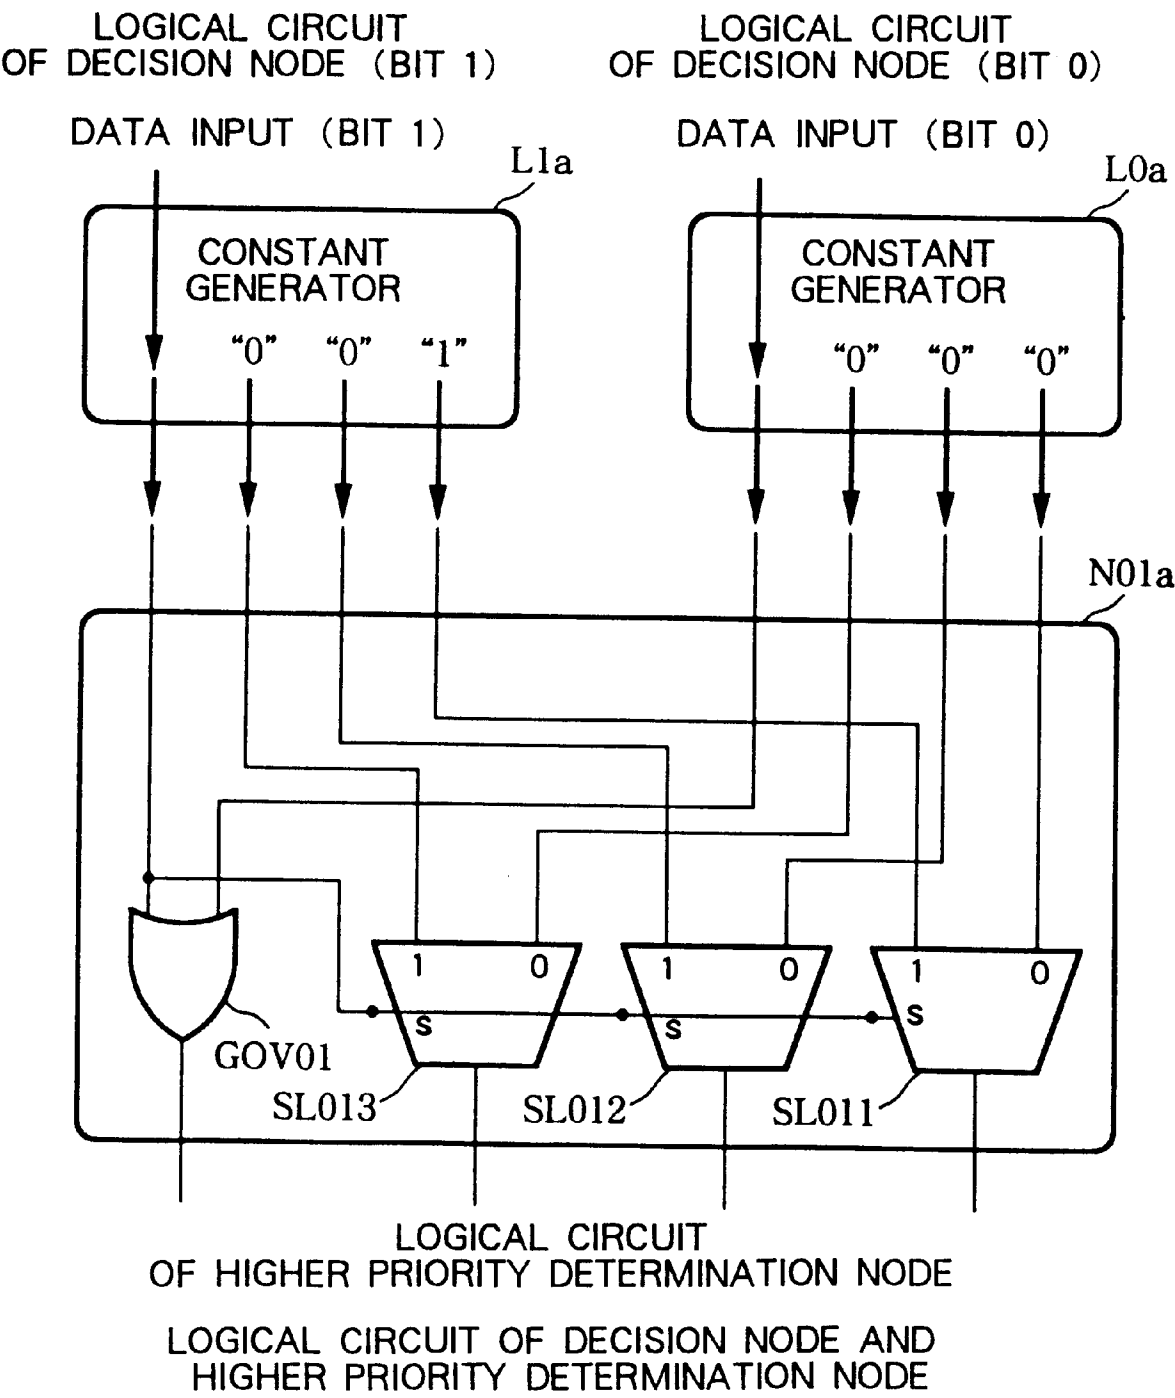 LOGICAL CIRCUIT
OF DECISION NODE (BIT 1)
LOGICAL CIRCUIT
OF DECISION NODE (BIT 0)
DATA INPUT (BIT 1)
DATA INPUT (BIT 0)
L1a
L0a
CONSTANT
GENERATOR
“0” “0” “1”
CONSTANT
GENERATOR
“0” “0” “0”
N01a
1 0
S
1 0
S
1 0
S
GOV01
SL013
SL012
SL011
LOGICAL CIRCUIT
OF HIGHER PRIORITY DETERMINATION NODE
LOGICAL CIRCUIT OF DECISION NODE AND
HIGHER PRIORITY DETERMINATION NODE